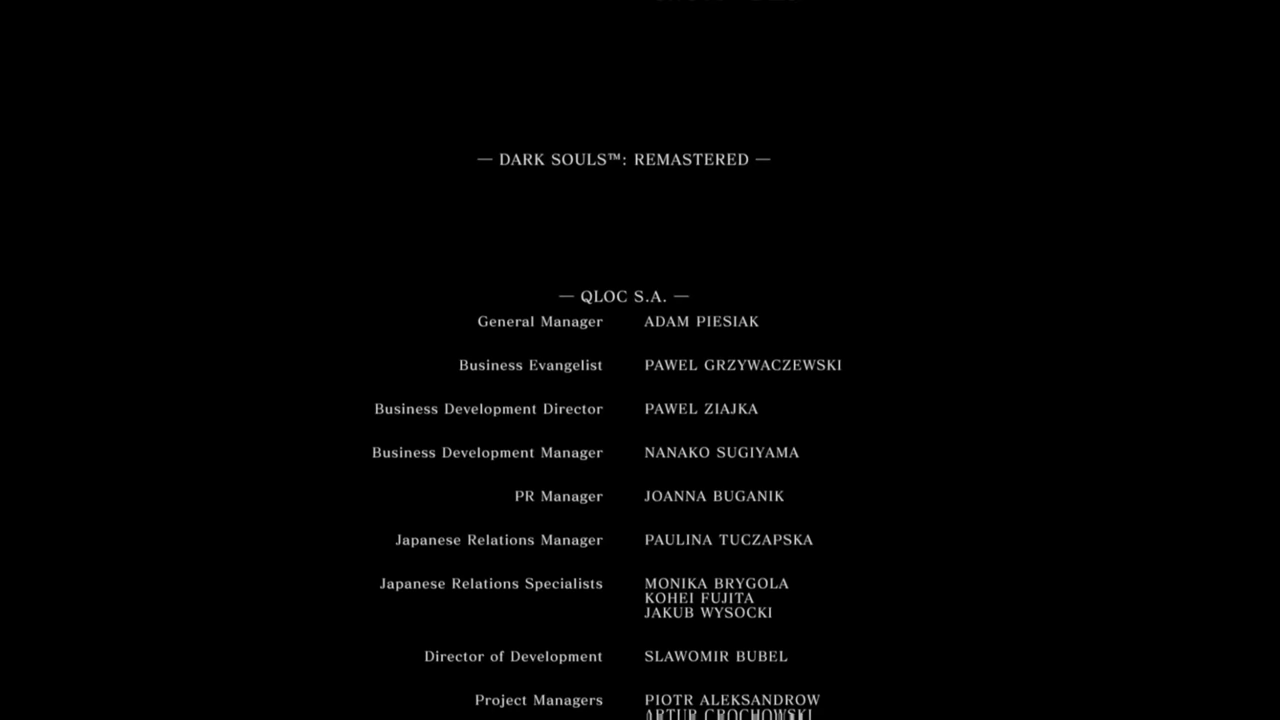 — DARK SOULS™: REMASTERED —
— QLOC S.A. —
General Manager ADAM PIESIAK
Business Evangelist PAWEL GRZYWACZEWSKI
Business Development Director PAWEL ZIAJKA
Business Development Manager NANAKO SUGIYAMA
PR Manager JOANNA BUGANIK
Japanese Relations Manager PAULINA TUCZAPSKA
Japanese Relations Specialists MONIKA BRYGOLA
KOHEI FUJITA
JAKUB WYSOCKI
Director of Development SLAWOMIR BUBEL
Project Managers PIOTR ALEKSANDROW
ARTUR GROCHOWSKI